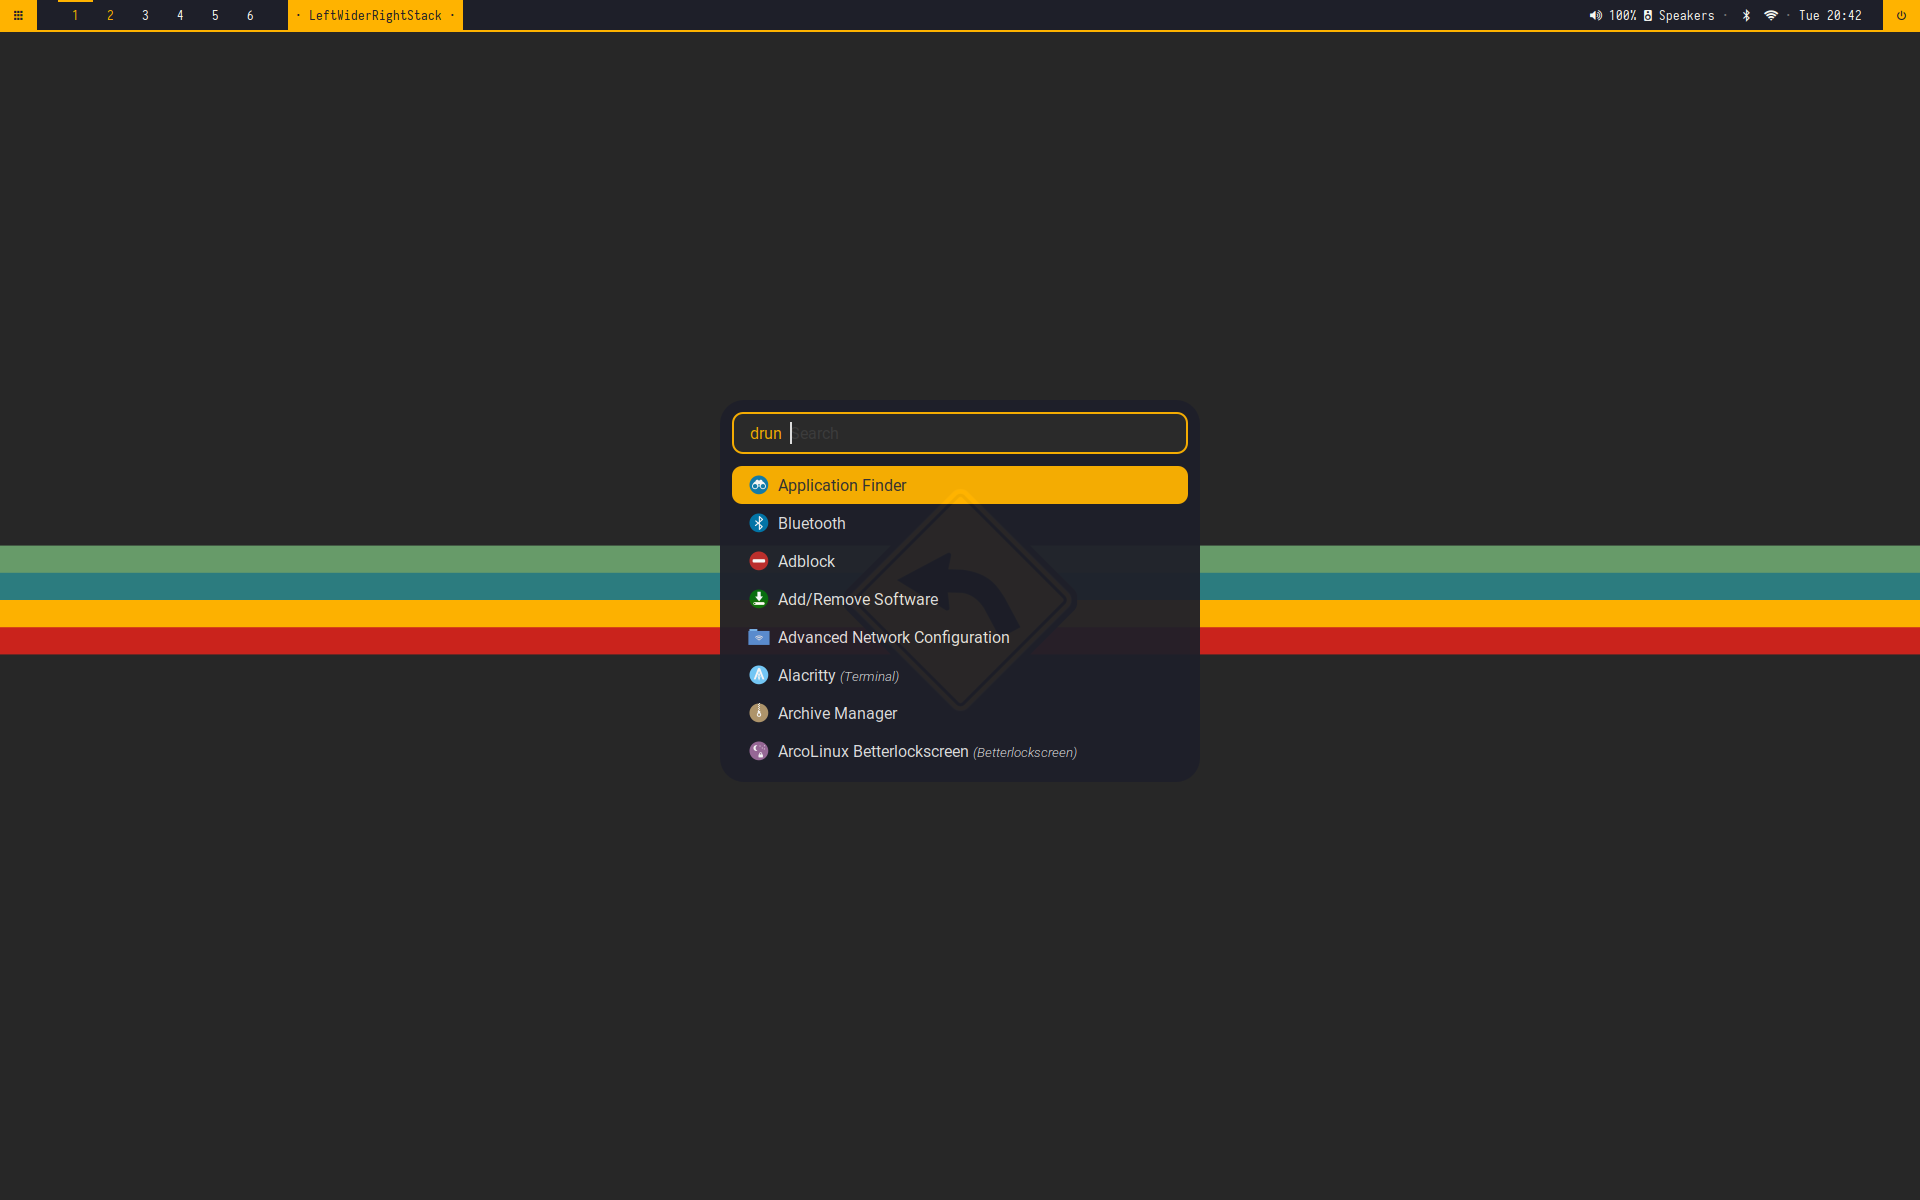 1 2 3 4 5 6 · LeftWiderRightStack · 100% Speakers · · Tue 20:42
drun Search
Application Finder
Bluetooth
Adblock
Add/Remove Software
Advanced Network Configuration
Alacritty (Terminal)
Archive Manager
ArcoLinux Betterlockscreen (Betterlockscreen)